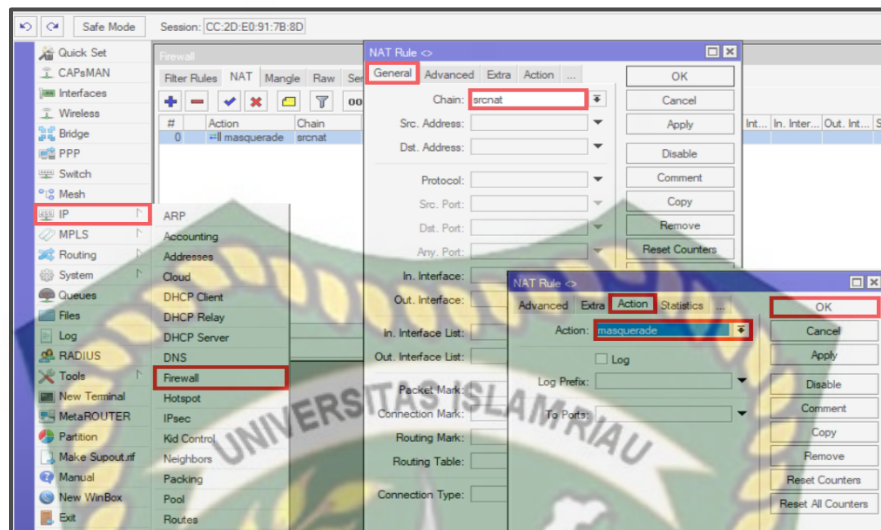 Safe Mode
Session: CC:2D:E0:91:7B:8D
Quick Set
CAPsMAN
Interfaces
Wireless
Bridge
PPP
Switch
Mesh
IP
MPLS
Routing
System
Queues
Files
Log
RADIUS
Tools
New Terminal
MetaROUTER
Partition
Make Supout.rif
Manual
New WinBox
Exit
ARP
Accounting
Addresses
Cloud
DHCP Client
DHCP Relay
DHCP Server
DNS
Firewall
Hotspot
IPsec
Kid Control
Neighbors
Packing
Pool
Routes
Firewall
Filter Rules NAT Mangle Raw
# Action Chain
0 masquerade srcnat
Int... In. Inter... Out. Int...
NAT Rule <>
General Advanced Extra Action ...
Chain: srcnat
Src. Address:
Dst. Address:
Protocol:
Src. Port:
Dst. Port:
Any. Port:
In. Interface:
Out. Interface:
In. Interface List:
Out. Interface List:
Packet Mark:
Connection Mark:
Routing Mark:
Routing Table:
Connection Type:
OK
Cancel
Apply
Disable
Comment
Copy
Remove
Reset Counters
NAT Rule <>
Advanced Extra Action Statistics ...
Action: masquerade
Log
Log Prefix:
To Ports:
OK
Cancel
Apply
Disable
Comment
Copy
Remove
Reset Counters
Reset All Counters
UNIVERSITAS ISLAM RIAU